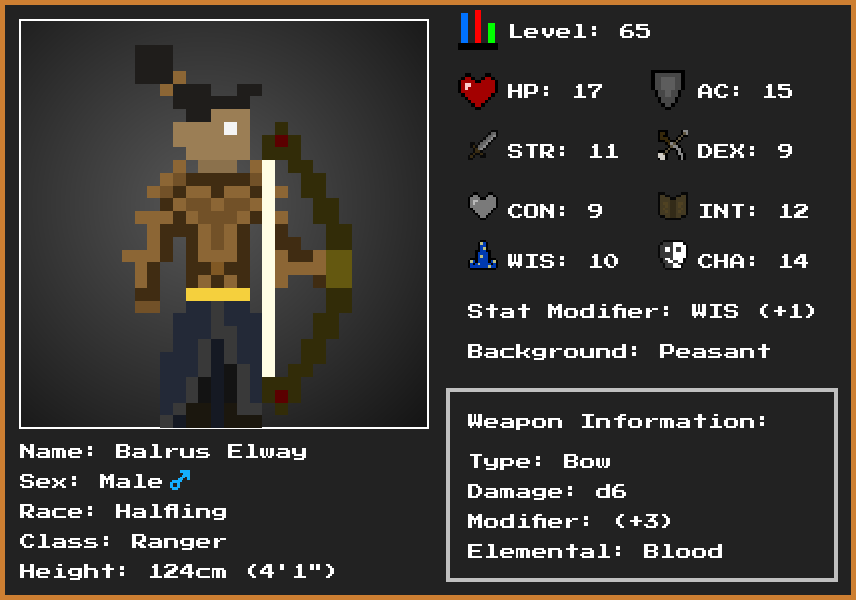 Level: 65
HP: 17
AC: 15
STR: 11
DEX: 9
CON: 9
INT: 12
WIS: 10
CHA: 14
Stat Modifier: WIS (+1)
Background: Peasant
Weapon Information:
Type: Bow
Damage: d6
Modifier: (+3)
Elemental: Blood
Name: Balrus Elway
Sex: Male ♂
Race: Halfling
Class: Ranger
Height: 124cm (4'1")